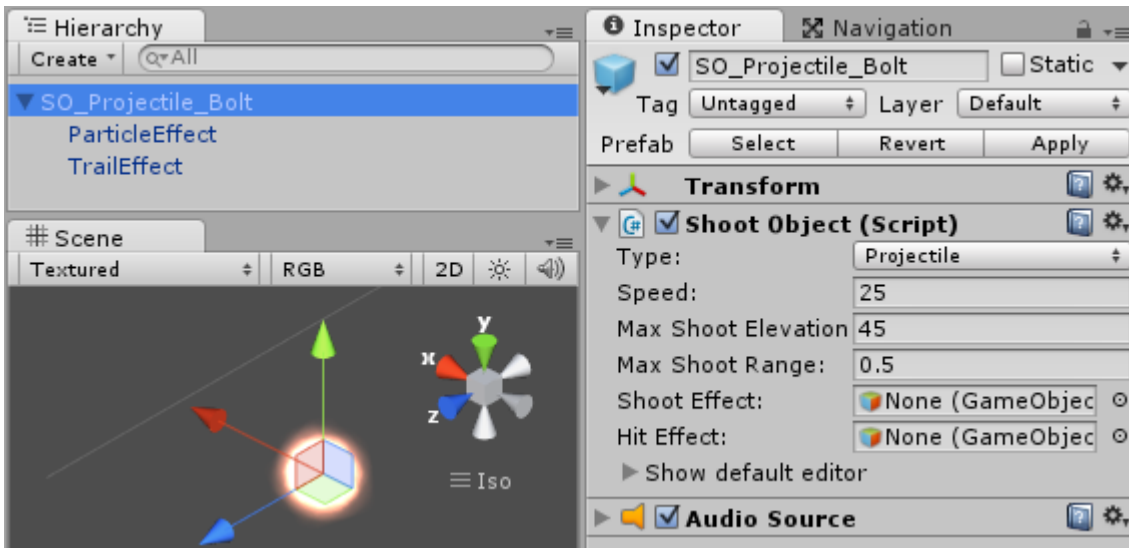 Hierarchy
Create All
SO_Projectile_Bolt
ParticleEffect
TrailEffect
Scene
Textured RGB 2D
y
x
z
Iso
Inspector Navigation
SO_Projectile_Bolt Static
Tag Untagged Layer Default
Prefab Select Revert Apply
Transform
Shoot Object (Script)
Type: Projectile
Speed: 25
Max Shoot Elevation 45
Max Shoot Range: 0.5
Shoot Effect: None (GameObjec
Hit Effect: None (GameObjec
Show default editor
Audio Source